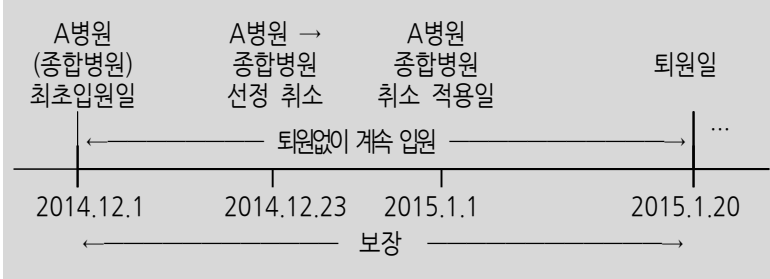 A병원
(종합병원)
최초입원일
A병원 →
종합병원
선정 취소
A병원
종합병원
취소 적용일
퇴원일
← 퇴원없이 계속 입원 →
...
2014.12.1
2014.12.23
2015.1.1
2015.1.20
← 보장 →